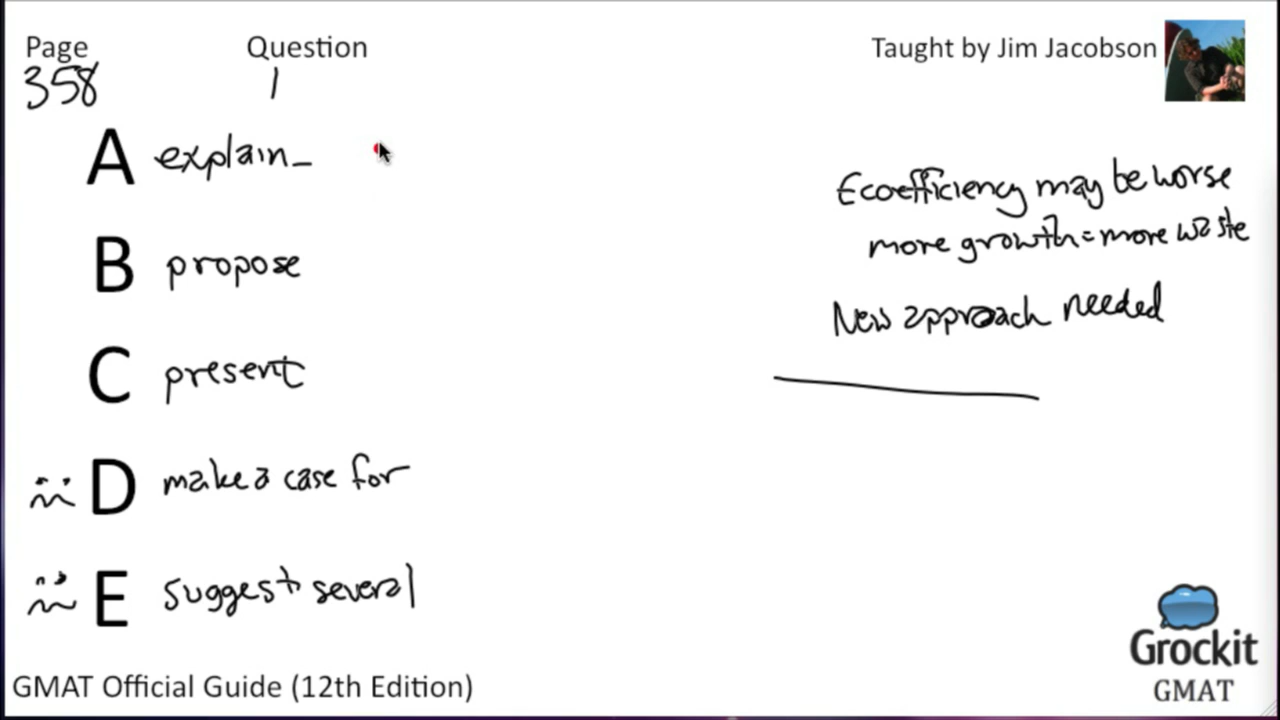 Page Question Taught by Jim Jacobson
358 1
A explain
Ecoefficiency may be worse
more growth = more waste
B propose
New approach needed
C present
D make a case for
E suggest several
Grockit
GMAT
GMAT Official Guide (12th Edition)